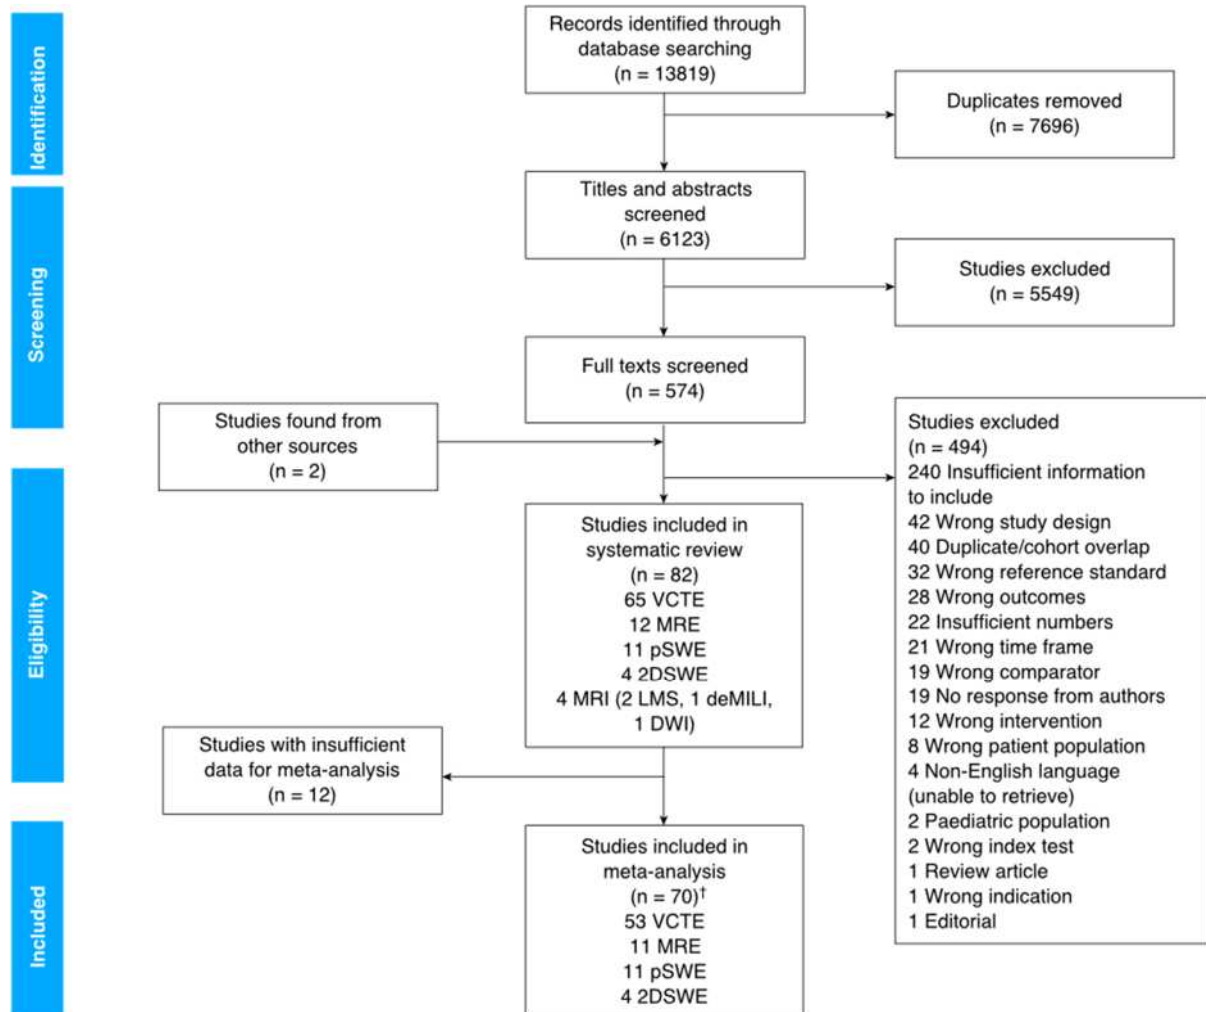 Identification
Records identified through
database searching
(n = 13819)
Duplicates removed
(n = 7696)
Screening
Titles and abstracts
screened
(n = 6123)
Studies excluded
(n = 5549)
Full texts screened
(n = 574)
Studies found from
other sources
(n = 2)
Studies excluded
(n = 494)
240 Insufficient information
to include
42 Wrong study design
40 Duplicate/cohort overlap
32 Wrong reference standard
28 Wrong outcomes
22 Insufficient numbers
21 Wrong time frame
19 Wrong comparator
19 No response from authors
12 Wrong intervention
8 Wrong patient population
4 Non-English language
(unable to retrieve)
2 Paediatric population
2 Wrong index test
1 Review article
1 Wrong indication
1 Editorial
Eligibility
Studies included in
systematic review
(n = 82)
65 VCTE
12 MRE
11 pSWE
4 2DSWE
4 MRI (2 LMS, 1 deMILI,
1 DWI)
Studies with insufficient
data for meta-analysis
(n = 12)
Included
Studies included in
meta-analysis
(n = 70)†
53 VCTE
11 MRE
11 pSWE
4 2DSWE